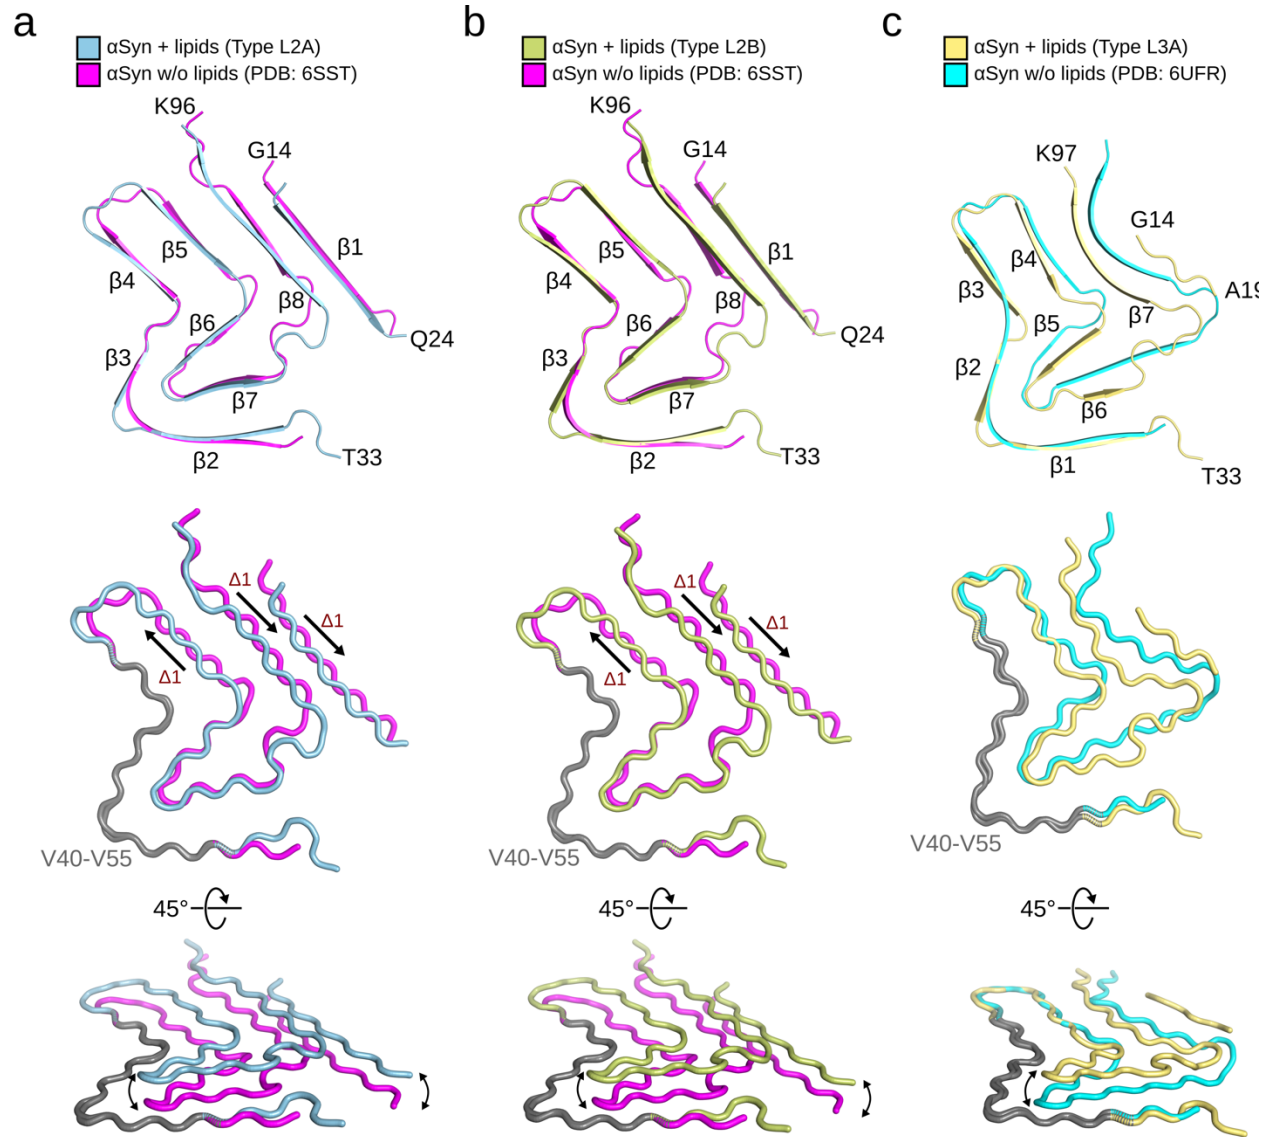 a
αSyn + lipids (Type L2A)
αSyn w/o lipids (PDB: 6SST)
K96
G14
β5
β1
β4
β8
β6
β3
β7
Q24
β2
T33
Δ1
Δ1
Δ1
V40-V55
45°
b
αSyn + lipids (Type L2B)
αSyn w/o lipids (PDB: 6SST)
K96
G14
β5
β1
β4
β8
β6
β3
β7
Q24
β2
T33
Δ1
Δ1
Δ1
V40-V55
45°
c
αSyn + lipids (Type L3A)
αSyn w/o lipids (PDB: 6UFR)
K97
G14
β4
β3
A19
β7
β5
β2
β6
β1
T33
V40-V55
45°